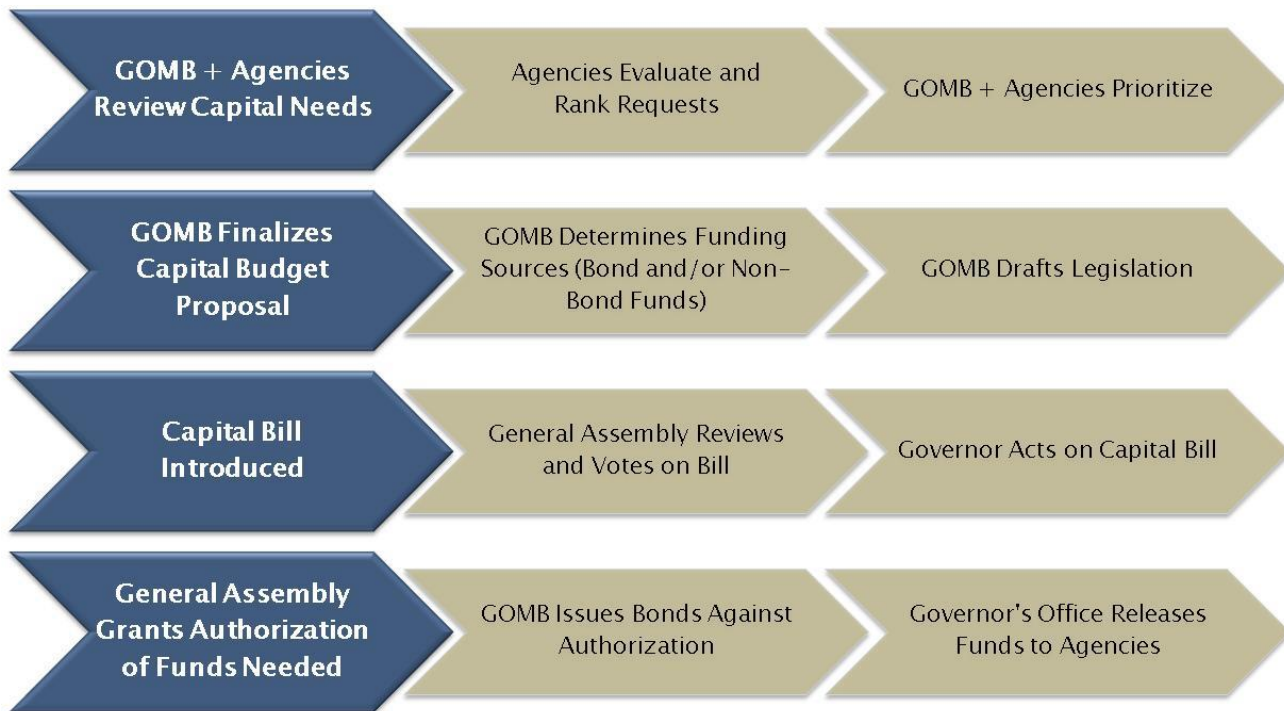 GOMB + Agencies
Review Capital Needs
Agencies Evaluate and
Rank Requests
GOMB + Agencies Prioritize
GOMB Finalizes
Capital Budget
Proposal
GOMB Determines Funding
Sources (Bond and/or Non-
Bond Funds)
GOMB Drafts Legislation
Capital Bill
Introduced
General Assembly Reviews
and Votes on Bill
Governor Acts on Capital Bill
General Assembly
Grants Authorization
of Funds Needed
GOMB Issues Bonds Against
Authorization
Governor's Office Releases
Funds to Agencies